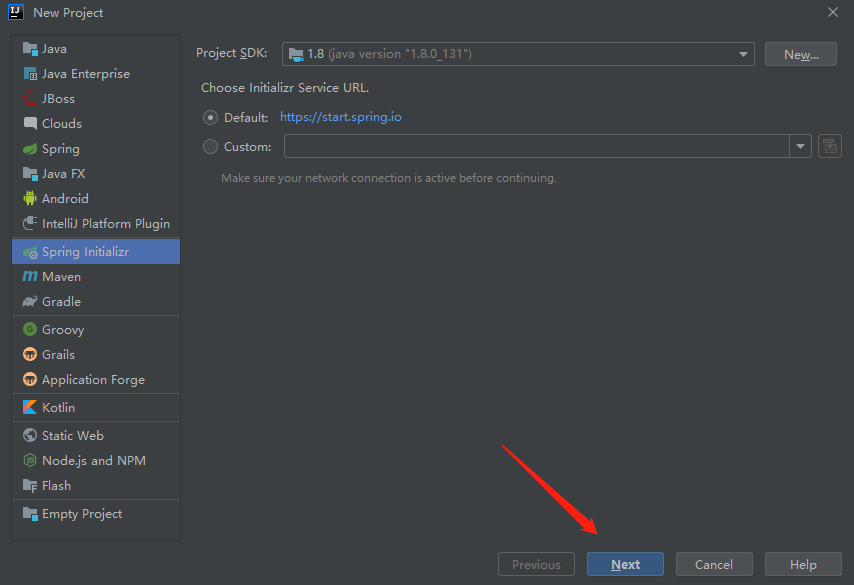 New Project
Java
Java Enterprise
JBoss
Clouds
Spring
Java FX
Android
IntelliJ Platform Plugin
Spring Initializr
Maven
Gradle
Groovy
Grails
Application Forge
Kotlin
Static Web
Node.js and NPM
Flash
Empty Project
Project SDK: 1.8 (java version "1.8.0_131") New...
Choose Initializr Service URL.
Default: https://start.spring.io
Custom:
Make sure your network connection is active before continuing.
Previous Next Cancel Help